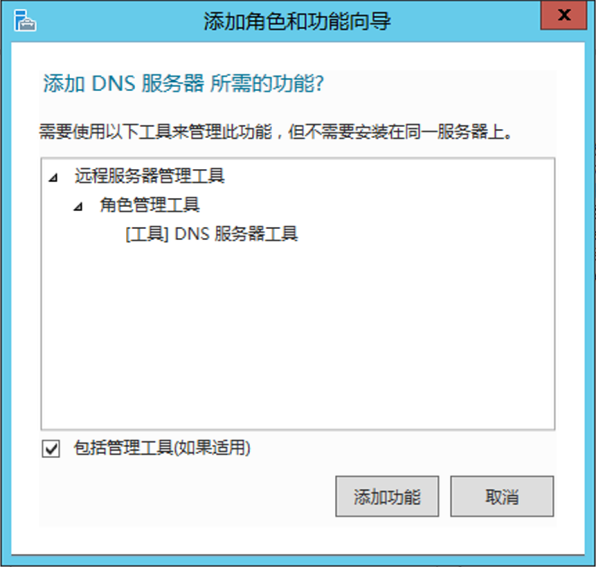 添加角色和功能向导
添加 DNS 服务器 所需的功能?
需要使用以下工具来管理此功能，但不需要安装在同一服务器上。
远程服务器管理工具
角色管理工具
[工具] DNS 服务器工具
包括管理工具(如果适用)
添加功能
取消